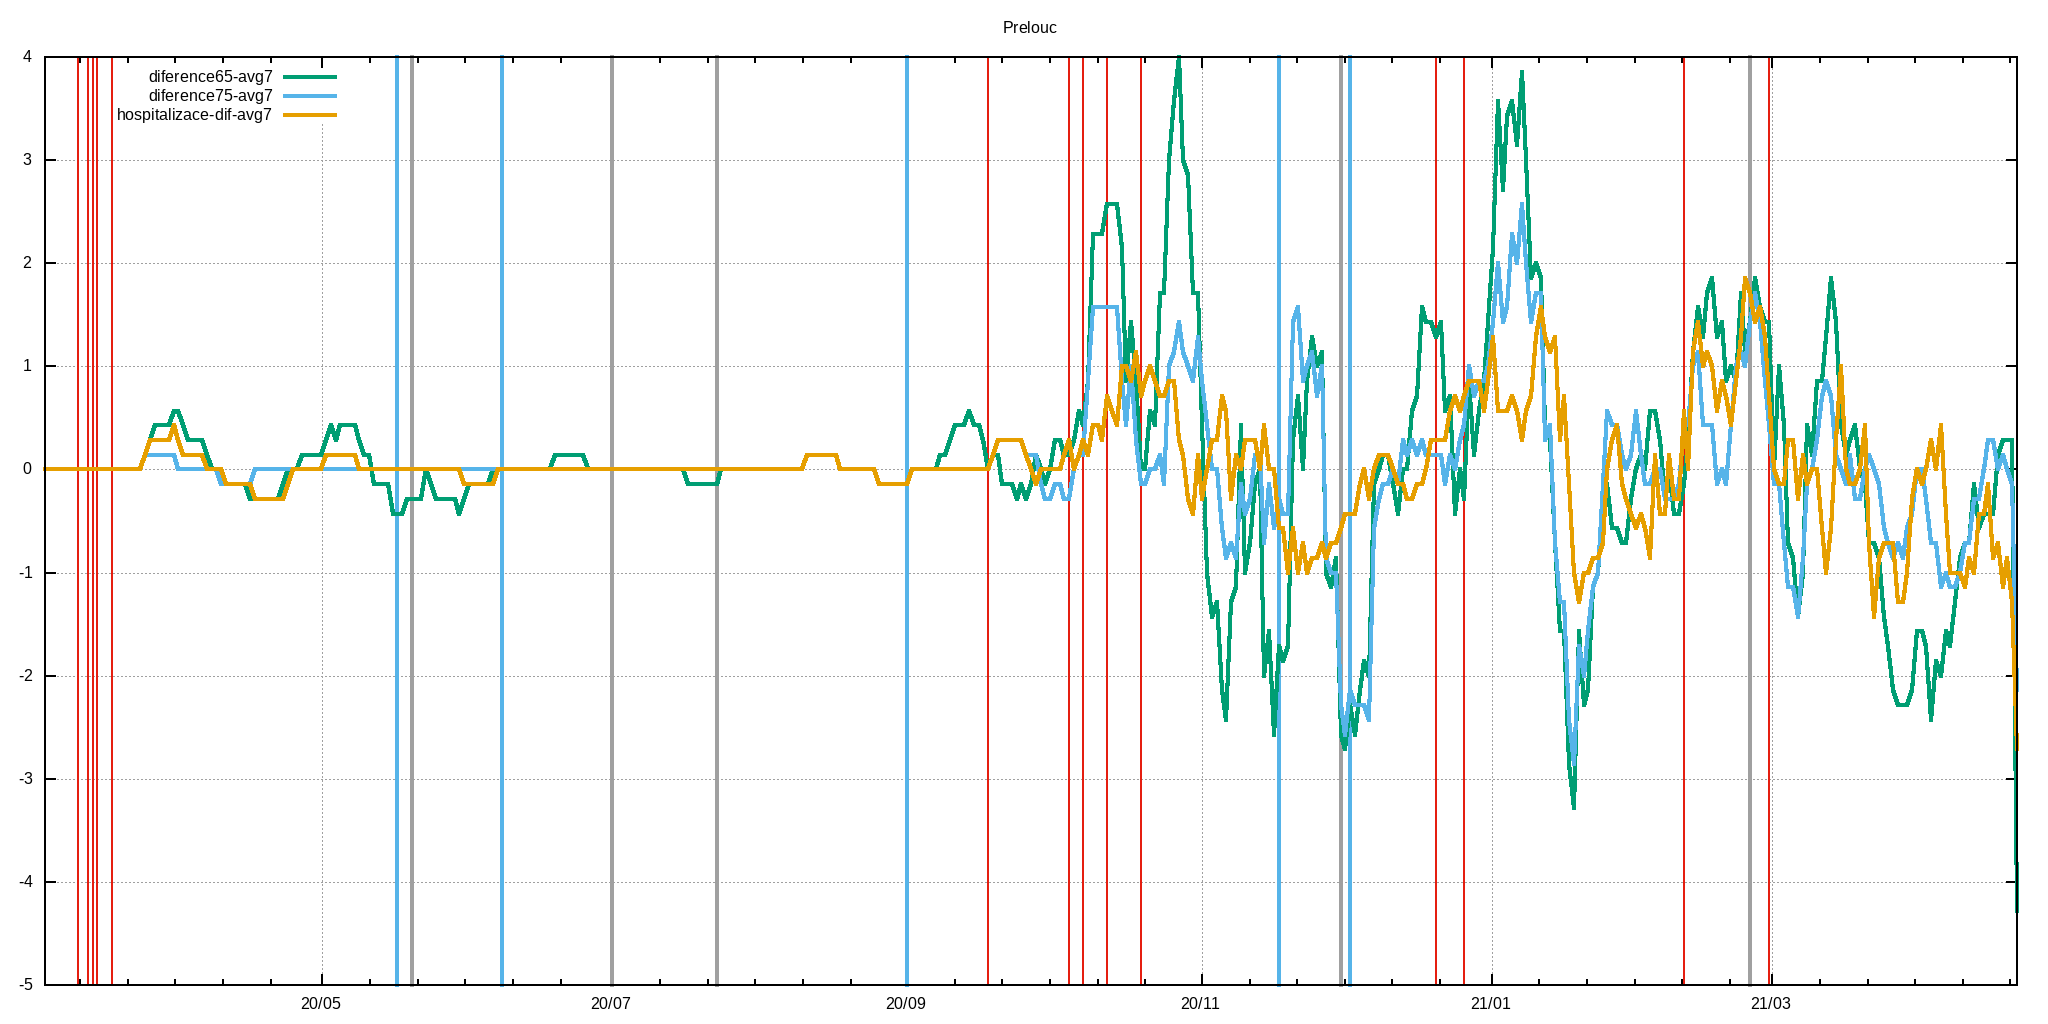 Prelouc
diference65-avg7
diference75-avg7
hospitalizace-dif-avg7
4
3
2
1
0
-1
-2
-3
-4
-5
20/05 20/07 20/09 20/11 21/01 21/03